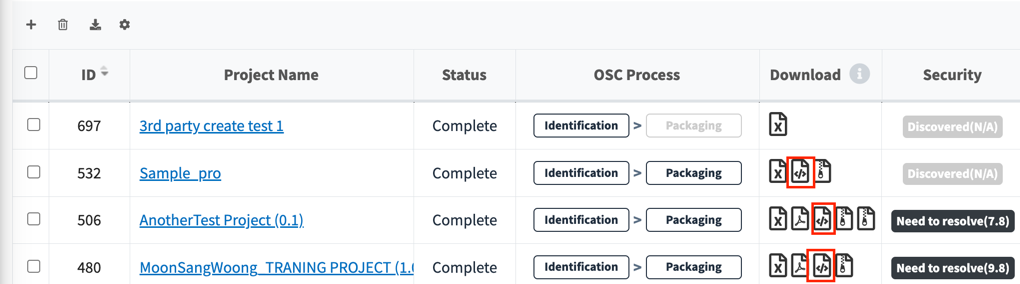 ID Project Name Status OSC Process Download i Security
697 3rd party create test 1 Complete Identification > Packaging Discovered(N/A)
532 Sample_pro Complete Identification > Packaging Discovered(N/A)
506 AnotherTest Project (0.1) Complete Identification > Packaging Need to resolve(7.8)
480 MoonSangWoong_TRANING PROJECT (1.0 Complete Identification > Packaging Need to resolve(9.8)